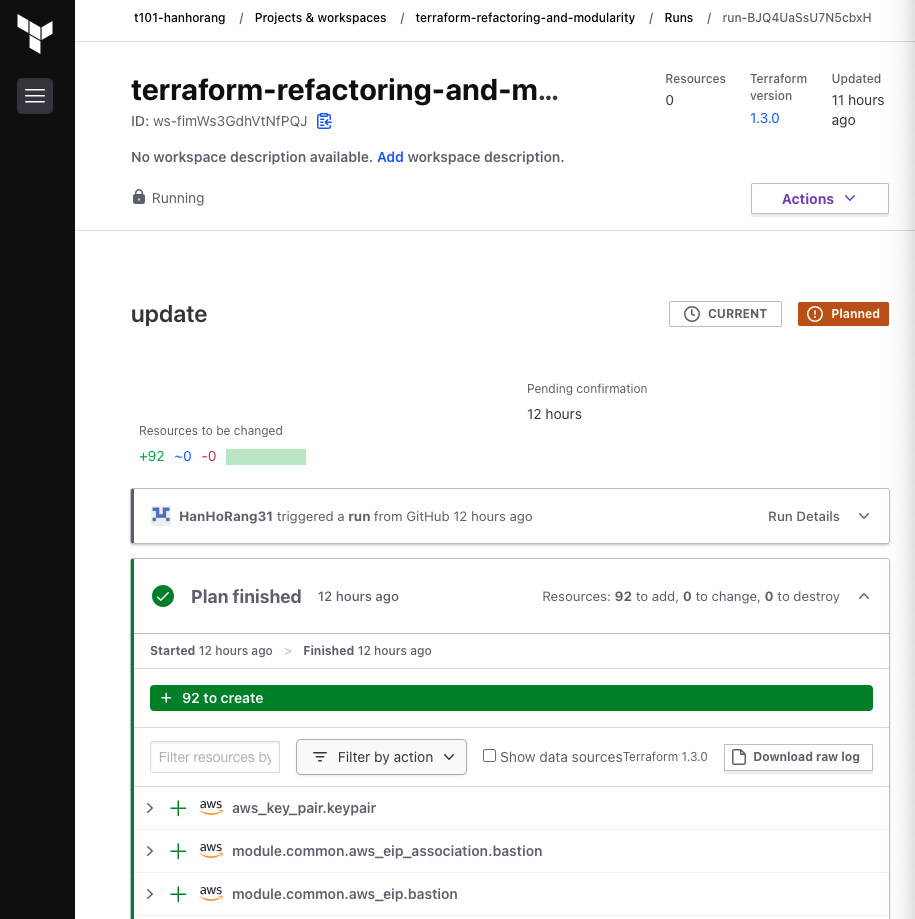 t101-hanhorang / Projects & workspaces / terraform-refactoring-and-modularity / Runs / run-BJQ4UaSsU7N5cbxH
terraform-refactoring-and-m...
ID: ws-fimWs3GdhVtNfPQJ
Resources
0
Terraform version
1.3.0
Updated
11 hours ago
No workspace description available. Add workspace description.
Running
Actions
update
CURRENT
Planned
Pending confirmation
12 hours
Resources to be changed
+92 ~0 -0
HanHoRang31 triggered a run from GitHub 12 hours ago
Run Details
Plan finished 12 hours ago
Resources: 92 to add, 0 to change, 0 to destroy
Started 12 hours ago > Finished 12 hours ago
+ 92 to create
Filter resources by
Filter by action
Show data sources
Terraform 1.3.0
Download raw log
aws aws_key_pair.keypair
aws module.common.aws_eip_association.bastion
aws module.common.aws_eip.bastion